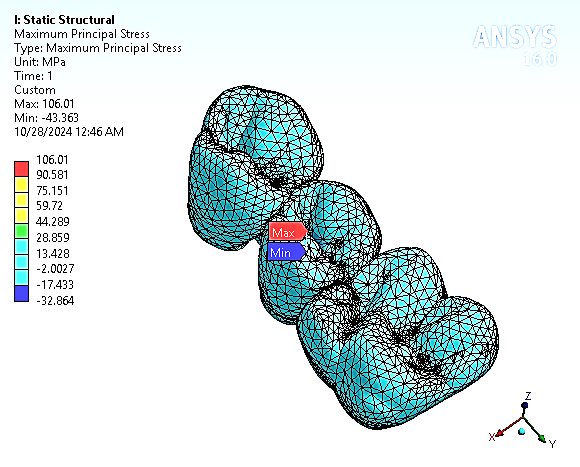 I: Static Structural
Maximum Principal Stress
Type: Maximum Principal Stress
Unit: MPa
Time: 1
Custom
Max: 106.01
Min: -43.363
10/28/2024 12:46 AM
ANSYS
16.0
106.01
90.581
75.151
59.72
44.289
28.859
13.428
-2.0027
-17.433
-32.864
Max
Min
Z
X
Y